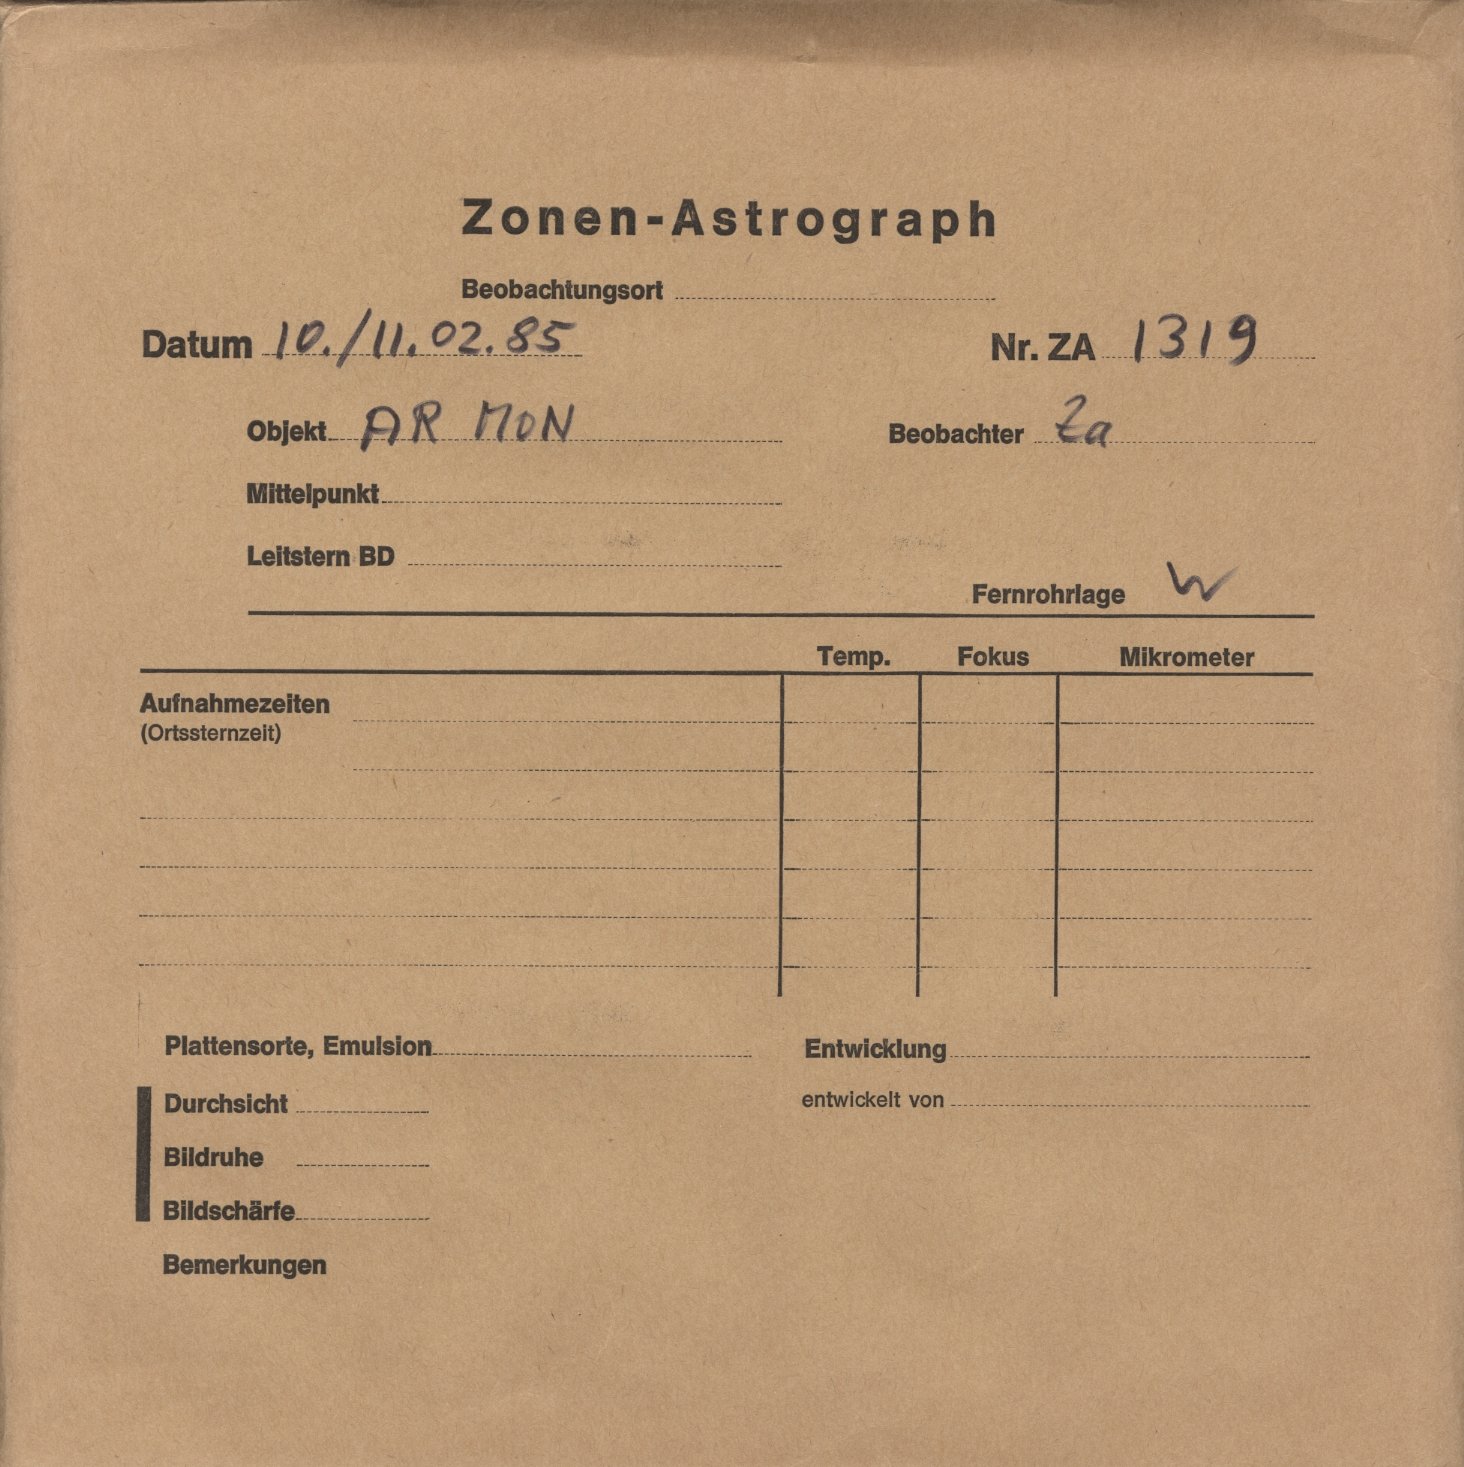 Zonen-Astrograph
Beobachtungsort
Datum 10./11.02.85 Nr. ZA 1319
Objekt AR MON Beobachter Za
Mittelpunkt
Leitstern BD
Fernrohrlage W
Temp. Fokus Mikrometer
Aufnahmezeiten
(Ortssternzeit)
Plattensorte, Emulsion Entwicklung
Durchsicht entwickelt von
Bildruhe
Bildschärfe
Bemerkungen